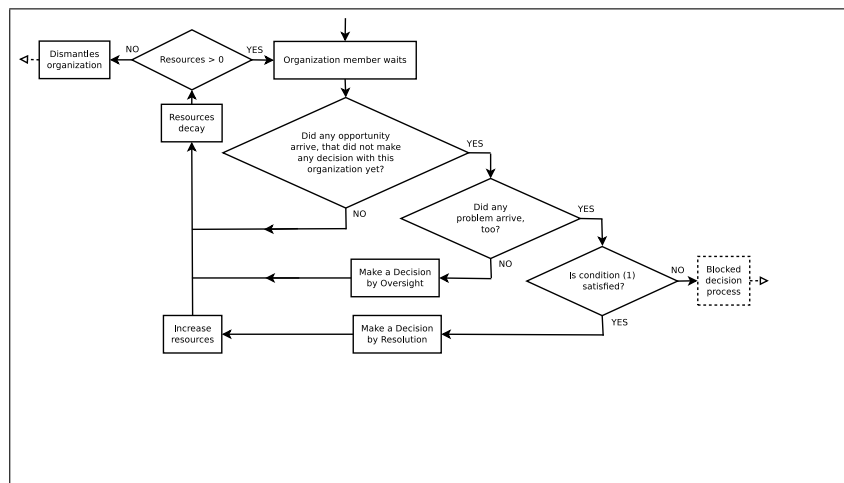 Dismantles
organization
NO
Resources > 0
YES
Organization member waits
Resources
decay
Did any opportunity
arrive, that did not make
any decision with this
organization yet?
YES
NO
Did any
problem arrive,
too?
YES
NO
Make a Decision
by Oversight
Is condition (1)
satisfied?
NO
Blocked
decision
process
YES
Increase
resources
Make a Decision
by Resolution